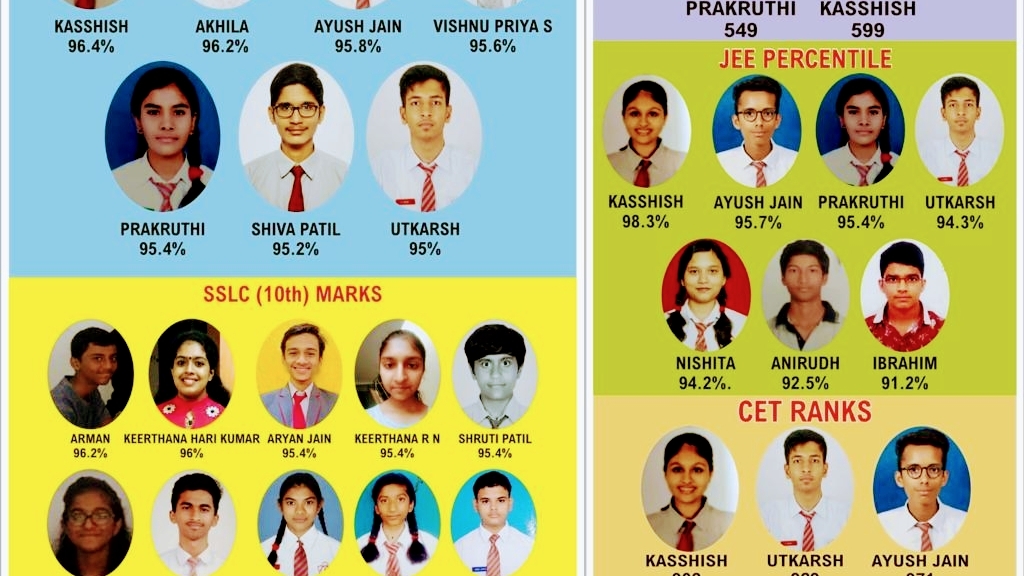 KASSHISH AKHILA AYUSH JAIN VISHNU PRIYA S
96.4% 96.2% 95.8% 95.6%
PRAKRUTHI SHIVA PATIL UTKARSH
95.4% 95.2% 95%
SSLC (10th) MARKS
ARMAN KEERTHANA HARI KUMAR ARYAN JAIN KEERTHANA R N SHRUTI PATIL
96.2% 96% 95.4% 95.4% 95.4%
PRAKRUTHI KASSHISH
549 599
JEE PERCENTILE
KASSHISH AYUSH JAIN PRAKRUTHI UTKARSH
98.3% 95.7% 95.4% 94.3%
NISHITA ANIRUDH IBRAHIM
94.2%. 92.5% 91.2%
CET RANKS
KASSHISH UTKARSH AYUSH JAIN